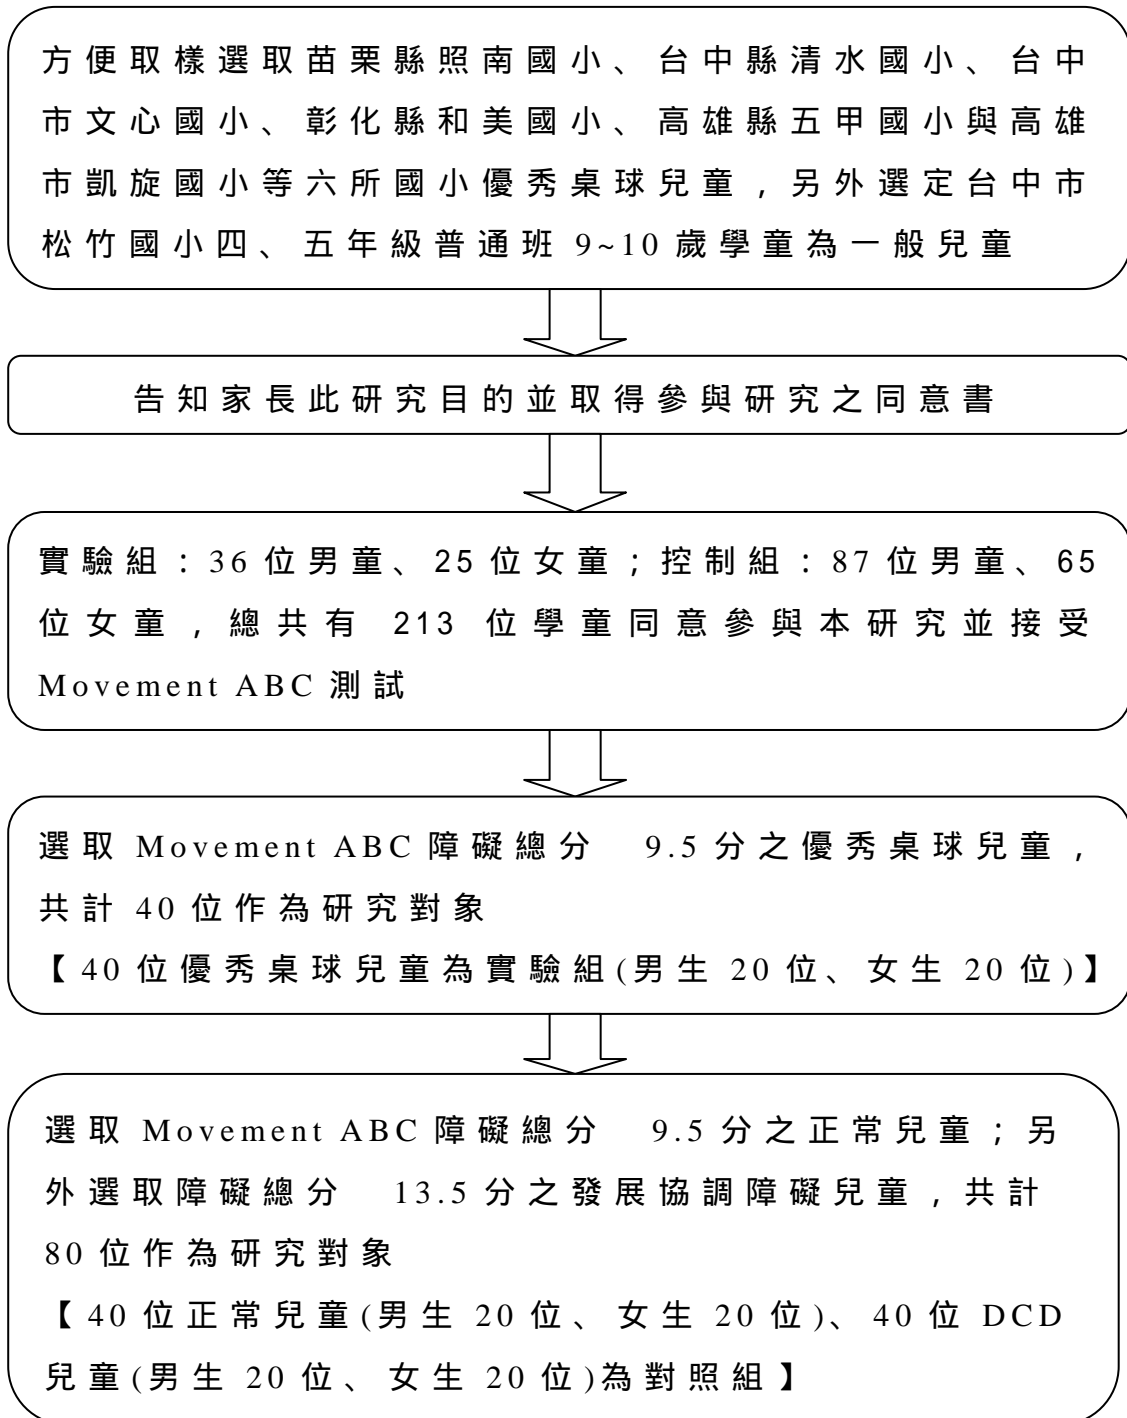 方便取樣選取苗栗縣照南國小、台中縣清水國小、台中
市文心國小、彰化縣和美國小、高雄縣五甲國小與高雄
市凱旋國小等六所國小優秀桌球兒童，另外選定台中市
松竹國小四、五年級普通班 9~10 歲學童為一般兒童
告知家長此研究目的並取得參與研究之同意書
實驗組：36 位男童、25 位女童；控制組：87 位男童、65
位女童，總共有 213 位學童同意參與本研究並接受
Movement ABC 測試
選取 Movement ABC 障礙總分 9.5 分之優秀桌球兒童，
共計 40 位作為研究對象
【40 位優秀桌球兒童為實驗組(男生 20 位、女生 20 位)】
選取 Movement ABC 障礙總分 9.5 分之正常兒童；另
外選取障礙總分 13.5 分之發展協調障礙兒童，共計
80 位作為研究對象
【40 位正常兒童(男生 20 位、女生 20 位)、40 位 DCD
兒童(男生 20 位、女生 20 位)為對照組】